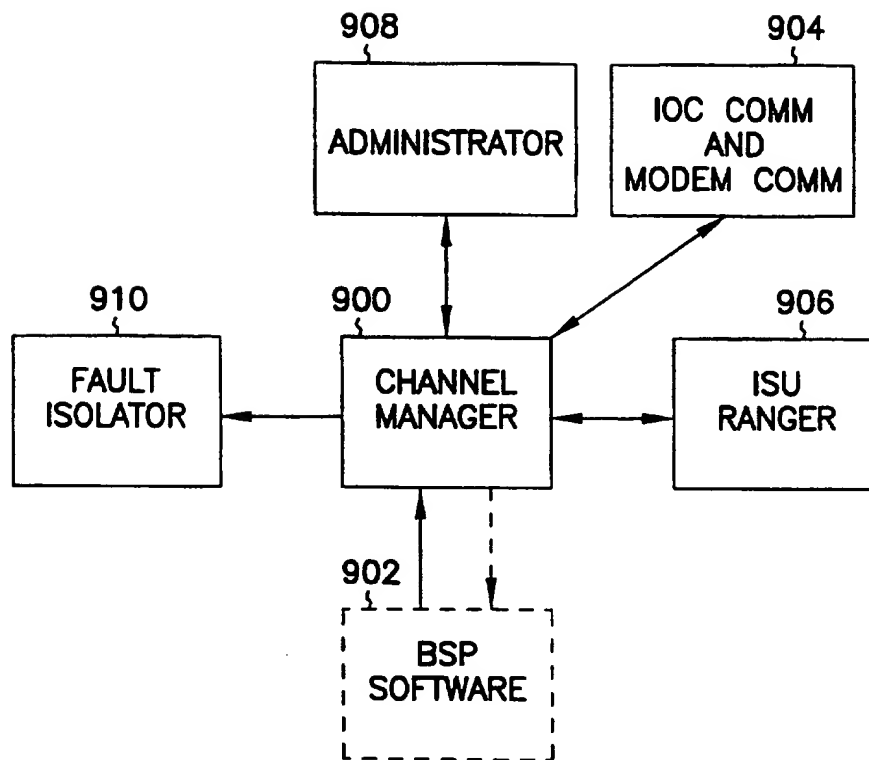 908
ADMINISTRATOR
904
IOC COMM
AND
MODEM COMM
910
FAULT
ISOLATOR
900
CHANNEL
MANAGER
906
ISU
RANGER
902
BSP
SOFTWARE